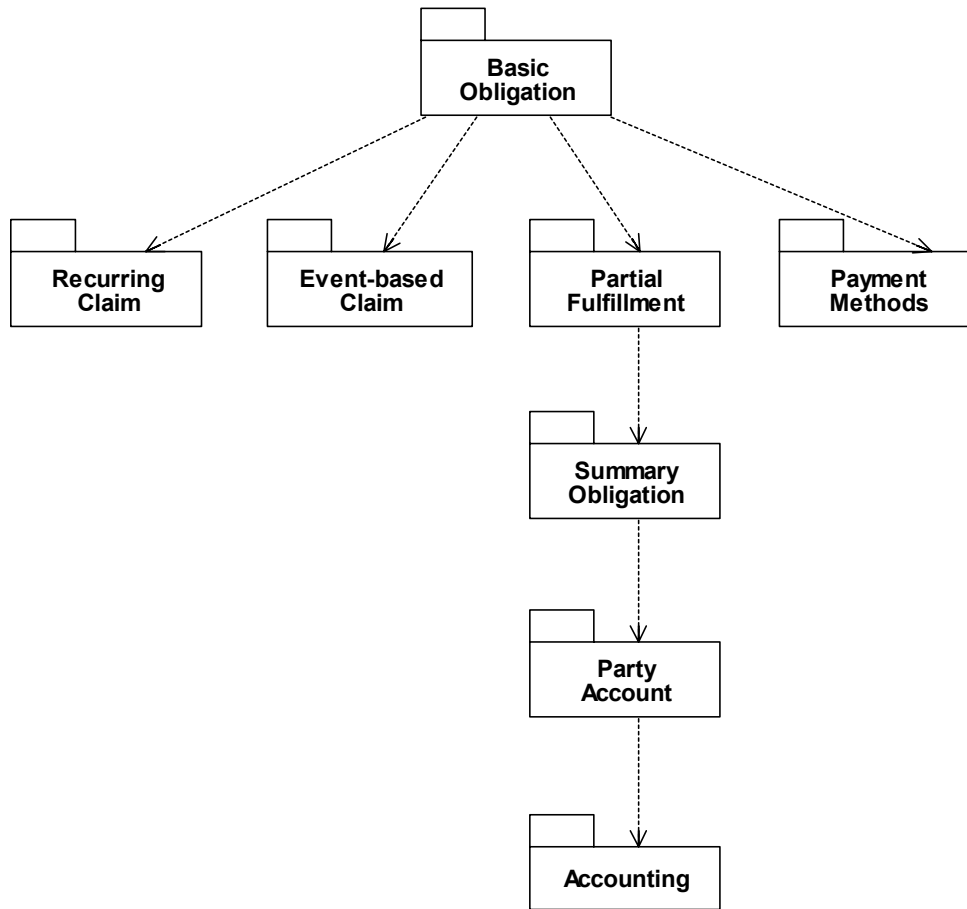 Basic
Obligation
Recurring
Claim
Event-based
Claim
Partial
Fulfillment
Payment
Methods
Summary
Obligation
Party
Account
Accounting